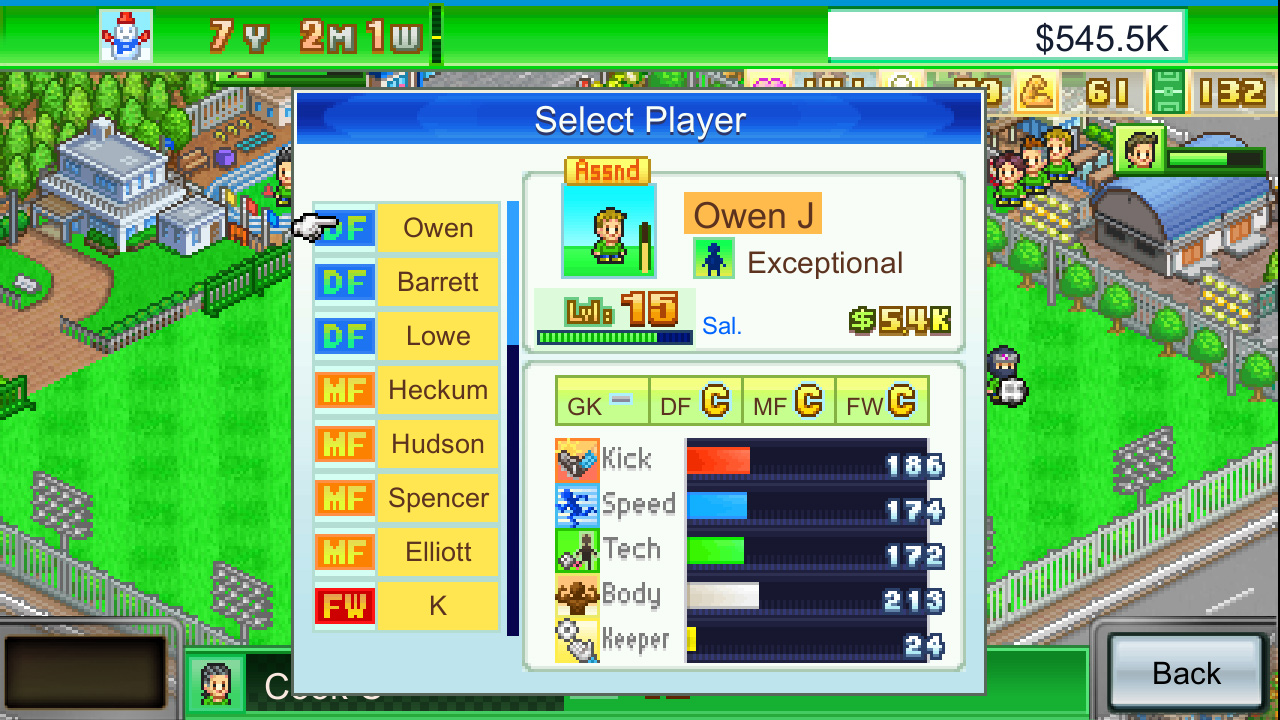 7Y 2M 1W
$545.5K
61
132
Select Player
Assnd
Owen J
Exceptional
Lvl: 15
Sal.
$5.4K
DF Owen
DF Barrett
DF Lowe
MF Heckum
MF Hudson
MF Spencer
MF Elliott
FW K
GK - DF C MF C FW C
Kick 186
Speed 174
Tech 172
Body 213
Keeper 24
Back